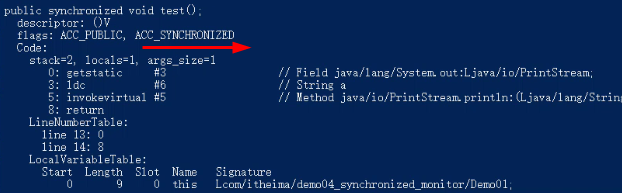 public synchronized void test();
descriptor: ()V
flags: ACC_PUBLIC, ACC_SYNCHRONIZED
Code:
stack=2, locals=1, args_size=1
0: getstatic #3 // Field java/lang/System.out:Ljava/io/PrintStream;
3: ldc #6 // String a
5: invokevirtual #5 // Method java/io/PrintStream.println:(Ljava/lang/String
8: return
LineNumberTable:
line 13: 0
line 14: 8
LocalVariableTable:
Start Length Slot Name Signature
0 9 0 this Lcom/itheima/demo04_synchronized_monitor/Demo01;